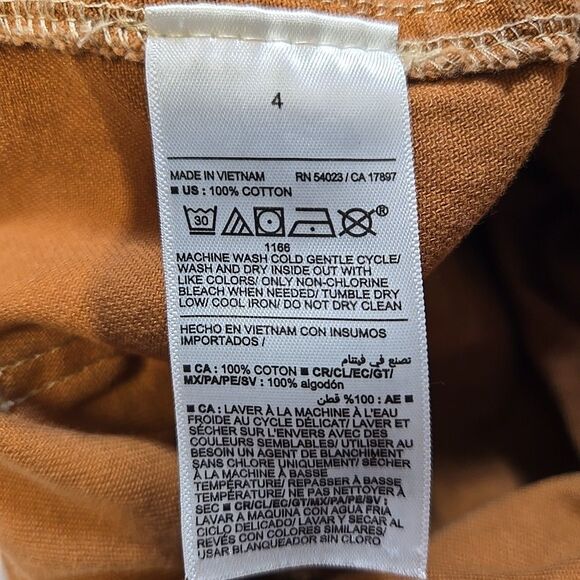 4
MADE IN VIETNAM RN 54023 / CA 17897
■ US : 100% COTTON
30
1166
MACHINE WASH COLD GENTLE CYCLE/
WASH AND DRY INSIDE OUT WITH
LIKE COLORS/ ONLY NON-CHLORINE
BLEACH WHEN NEEDED/ TUMBLE DRY
LOW/ COOL IRON/ DO NOT DRY CLEAN
HECHO EN VIETNAM CON INSUMOS
IMPORTADOS /
تصنع في فيتنام
■ CA : 100% COTON ■ CR/CL/EC/GT/
MX/PA/PE/SV : 100% algodón
■ AE : 100% قطن
■ CA : LAVER À LA MACHINE À L'EAU
FROIDE AU CYCLE DÉLICAT/ LAVER ET
SÉCHER SUR L'ENVERS AVEC DES
COULEURS SEMBLABLES/ UTILISER AU
BESOIN UN AGENT DE BLANCHIMENT
SANS CHLORE UNIQUEMENT/ SÉCHER
À LA MACHINE À BASSE
TEMPÉRATURE/ REPASSER À BASSE
TEMPÉRATURE/ NE PAS NETTOYER À
SEC ■ CR/CL/EC/GT/MX/PA/PE/SV :
LAVAR A MAQUINA CON AGUA FRIA
CICLO DELICADO/ LAVAR Y SECAR AL
REVÉS CON COLORES SIMILARES/
USAR BLANQUEADOR SIN CLORO